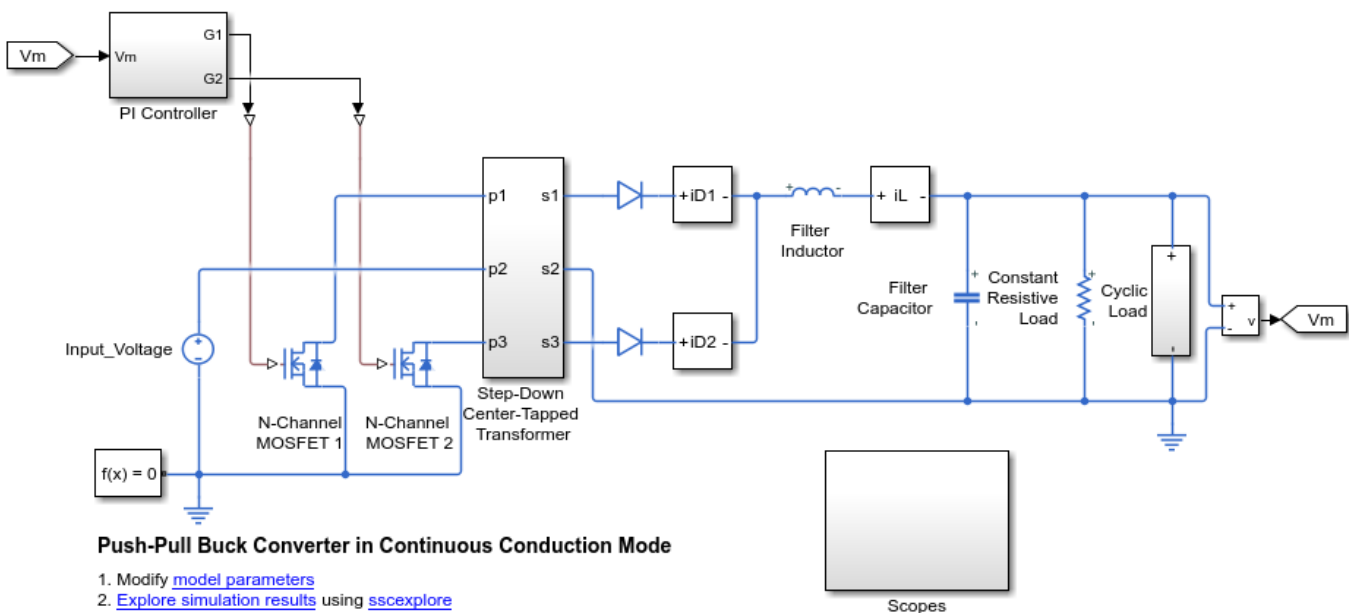 Vm
Vm
G1
G2
PI Controller
p1
p2
p3
s1
s2
s3
+iD1 -
+iD2 -
+ -
Filter
Inductor
+ iL -
Filter
Capacitor
+
-
Constant
Resistive
Load
+
-
Cyclic
Load
+
-
+
-
v
Vm
Input_Voltage
+
-
N-Channel
MOSFET 1
N-Channel
MOSFET 2
Step-Down
Center-Tapped
Transformer
f(x) = 0
Push-Pull Buck Converter in Continuous Conduction Mode
1. Modify model parameters
2. Explore simulation results using sscexplore
Scopes